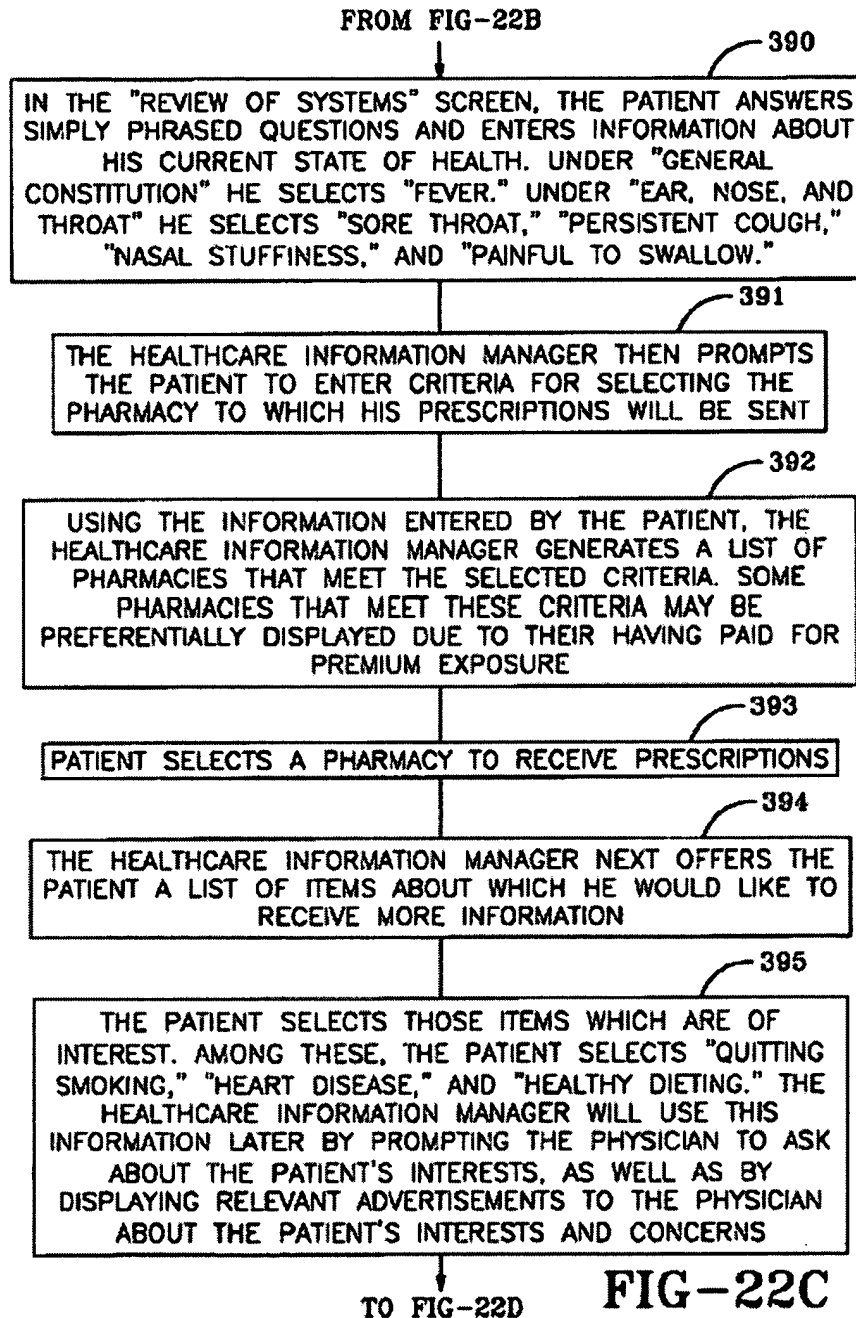 FROM FIG-22B
390
IN THE "REVIEW OF SYSTEMS" SCREEN, THE PATIENT ANSWERS
SIMPLY PHRASED QUESTIONS AND ENTERS INFORMATION ABOUT
HIS CURRENT STATE OF HEALTH. UNDER "GENERAL
CONSTITUTION" HE SELECTS "FEVER." UNDER "EAR, NOSE, AND
THROAT" HE SELECTS "SORE THROAT," "PERSISTENT COUGH,"
"NASAL STUFFINESS," AND "PAINFUL TO SWALLOW."
391
THE HEALTHCARE INFORMATION MANAGER THEN PROMPTS
THE PATIENT TO ENTER CRITERIA FOR SELECTING THE
PHARMACY TO WHICH HIS PRESCRIPTIONS WILL BE SENT
392
USING THE INFORMATION ENTERED BY THE PATIENT, THE
HEALTHCARE INFORMATION MANAGER GENERATES A LIST OF
PHARMACIES THAT MEET THE SELECTED CRITERIA. SOME
PHARMACIES THAT MEET THESE CRITERIA MAY BE
PREFERENTIALLY DISPLAYED DUE TO THEIR HAVING PAID FOR
PREMIUM EXPOSURE
393
PATIENT SELECTS A PHARMACY TO RECEIVE PRESCRIPTIONS
394
THE HEALTHCARE INFORMATION MANAGER NEXT OFFERS THE
PATIENT A LIST OF ITEMS ABOUT WHICH HE WOULD LIKE TO
RECEIVE MORE INFORMATION
395
THE PATIENT SELECTS THOSE ITEMS WHICH ARE OF
INTEREST. AMONG THESE, THE PATIENT SELECTS "QUITTING
SMOKING," "HEART DISEASE," AND "HEALTHY DIETING." THE
HEALTHCARE INFORMATION MANAGER WILL USE THIS
INFORMATION LATER BY PROMPTING THE PHYSICIAN TO ASK
ABOUT THE PATIENT'S INTERESTS, AS WELL AS BY
DISPLAYING RELEVANT ADVERTISEMENTS TO THE PHYSICIAN
ABOUT THE PATIENT'S INTERESTS AND CONCERNS
TO FIG-22D
FIG-22C